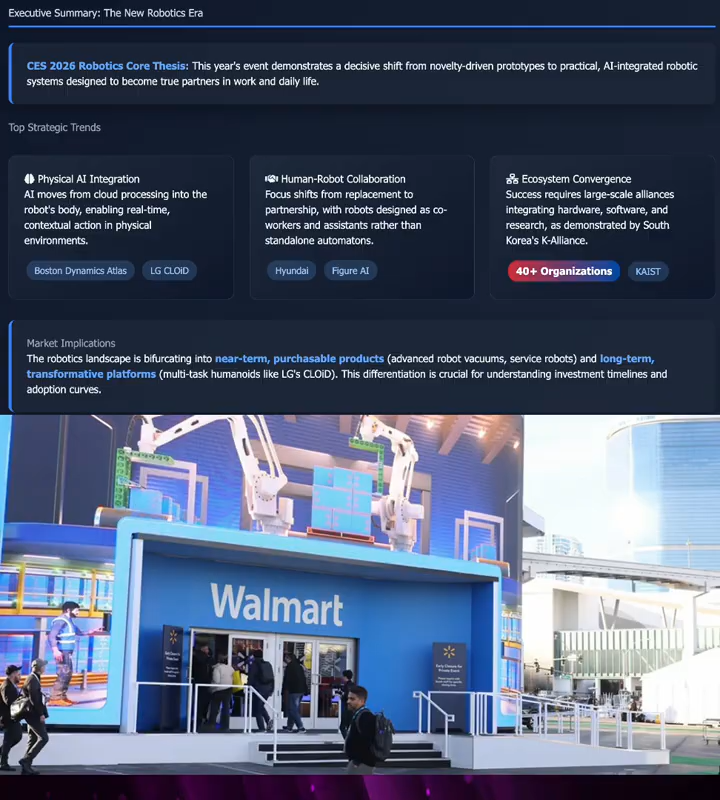 Executive Summary: The New Robotics Era
CES 2026 Robotics Core Thesis: This year's event demonstrates a decisive shift from novelty-driven prototypes to practical, AI-integrated robotic
systems designed to become true partners in work and daily life.
Top Strategic Trends
Physical AI Integration
AI moves from cloud processing into the
robot's body, enabling real-time,
contextual action in physical
environments.
Boston Dynamics Atlas
LG CLOiD
Human-Robot Collaboration
Focus shifts from replacement to
partnership, with robots designed as co-
workers and assistants rather than
standalone automatons.
Hyundai
Figure AI
Ecosystem Convergence
Success requires large-scale alliances
integrating hardware, software, and
research, as demonstrated by South
Korea's K-Alliance.
40+ Organizations
KAIST
Market Implications
The robotics landscape is bifurcating into near-term, purchasable products (advanced robot vacuums, service robots) and long-term,
transformative platforms (multi-task humanoids like LG's CLOiD). This differentiation is crucial for understanding investment timelines and
adoption curves.
Walmart
Early Closure for
Private Event